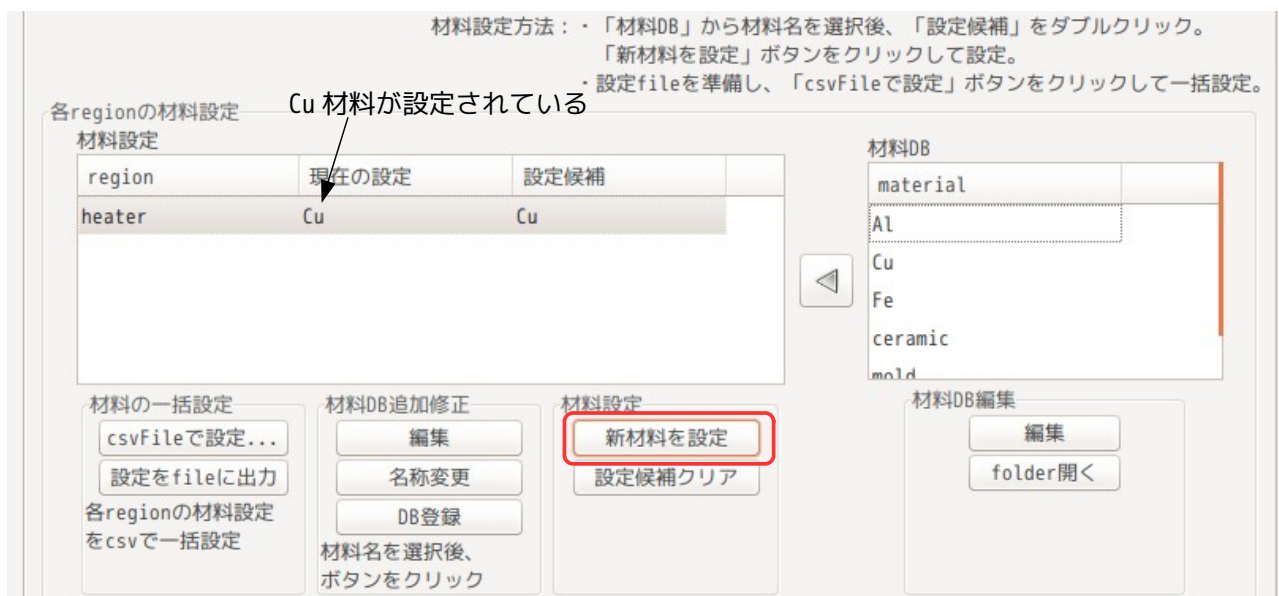 材料設定方法：・「材料DB」から材料名を選択後、「設定候補」をダブルクリック。
「新材料を設定」ボタンをクリックして設定。
・設定fileを準備し、「csvFileで設定」ボタンをクリックして一括設定。
各regionの材料設定
Cu材料が設定されている
材料設定
region 現在の設定 設定候補
heater Cu Cu
材料DB
material
Al
Cu
Fe
ceramic
mold
材料の一括設定
csvFileで設定...
設定をfileに出力
各regionの材料設定
をcsvで一括設定
材料DB追加修正
編集
名称変更
DB登録
材料名を選択後、
ボタンをクリック
材料設定
新材料を設定
設定候補クリア
材料DB編集
編集
folder開く